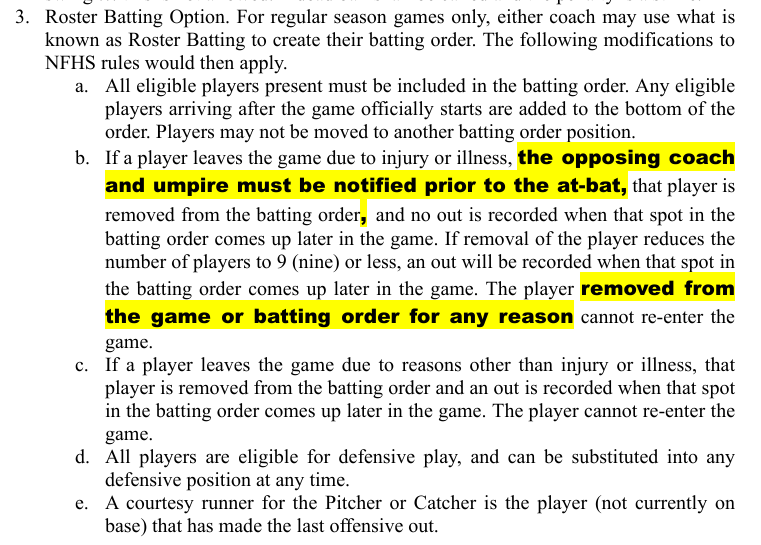 3. Roster Batting Option. For regular season games only, either coach may use what is
known as Roster Batting to create their batting order. The following modifications to
NFHS rules would then apply.
a. All eligible players present must be included in the batting order. Any eligible
players arriving after the game officially starts are added to the bottom of the
order. Players may not be moved to another batting order position.
b. If a player leaves the game due to injury or illness, the opposing coach
and umpire must be notified prior to the at-bat, that player is
removed from the batting order, and no out is recorded when that spot in the
batting order comes up later in the game. If removal of the player reduces the
number of players to 9 (nine) or less, an out will be recorded when that spot in
the batting order comes up later in the game. The player removed from
the game or batting order for any reason cannot re-enter the
game.
c. If a player leaves the game due to reasons other than injury or illness, that
player is removed from the batting order and an out is recorded when that spot
in the batting order comes up later in the game. The player cannot re-enter the
game.
d. All players are eligible for defensive play, and can be substituted into any
defensive position at any time.
e. A courtesy runner for the Pitcher or Catcher is the player (not currently on
base) that has made the last offensive out.